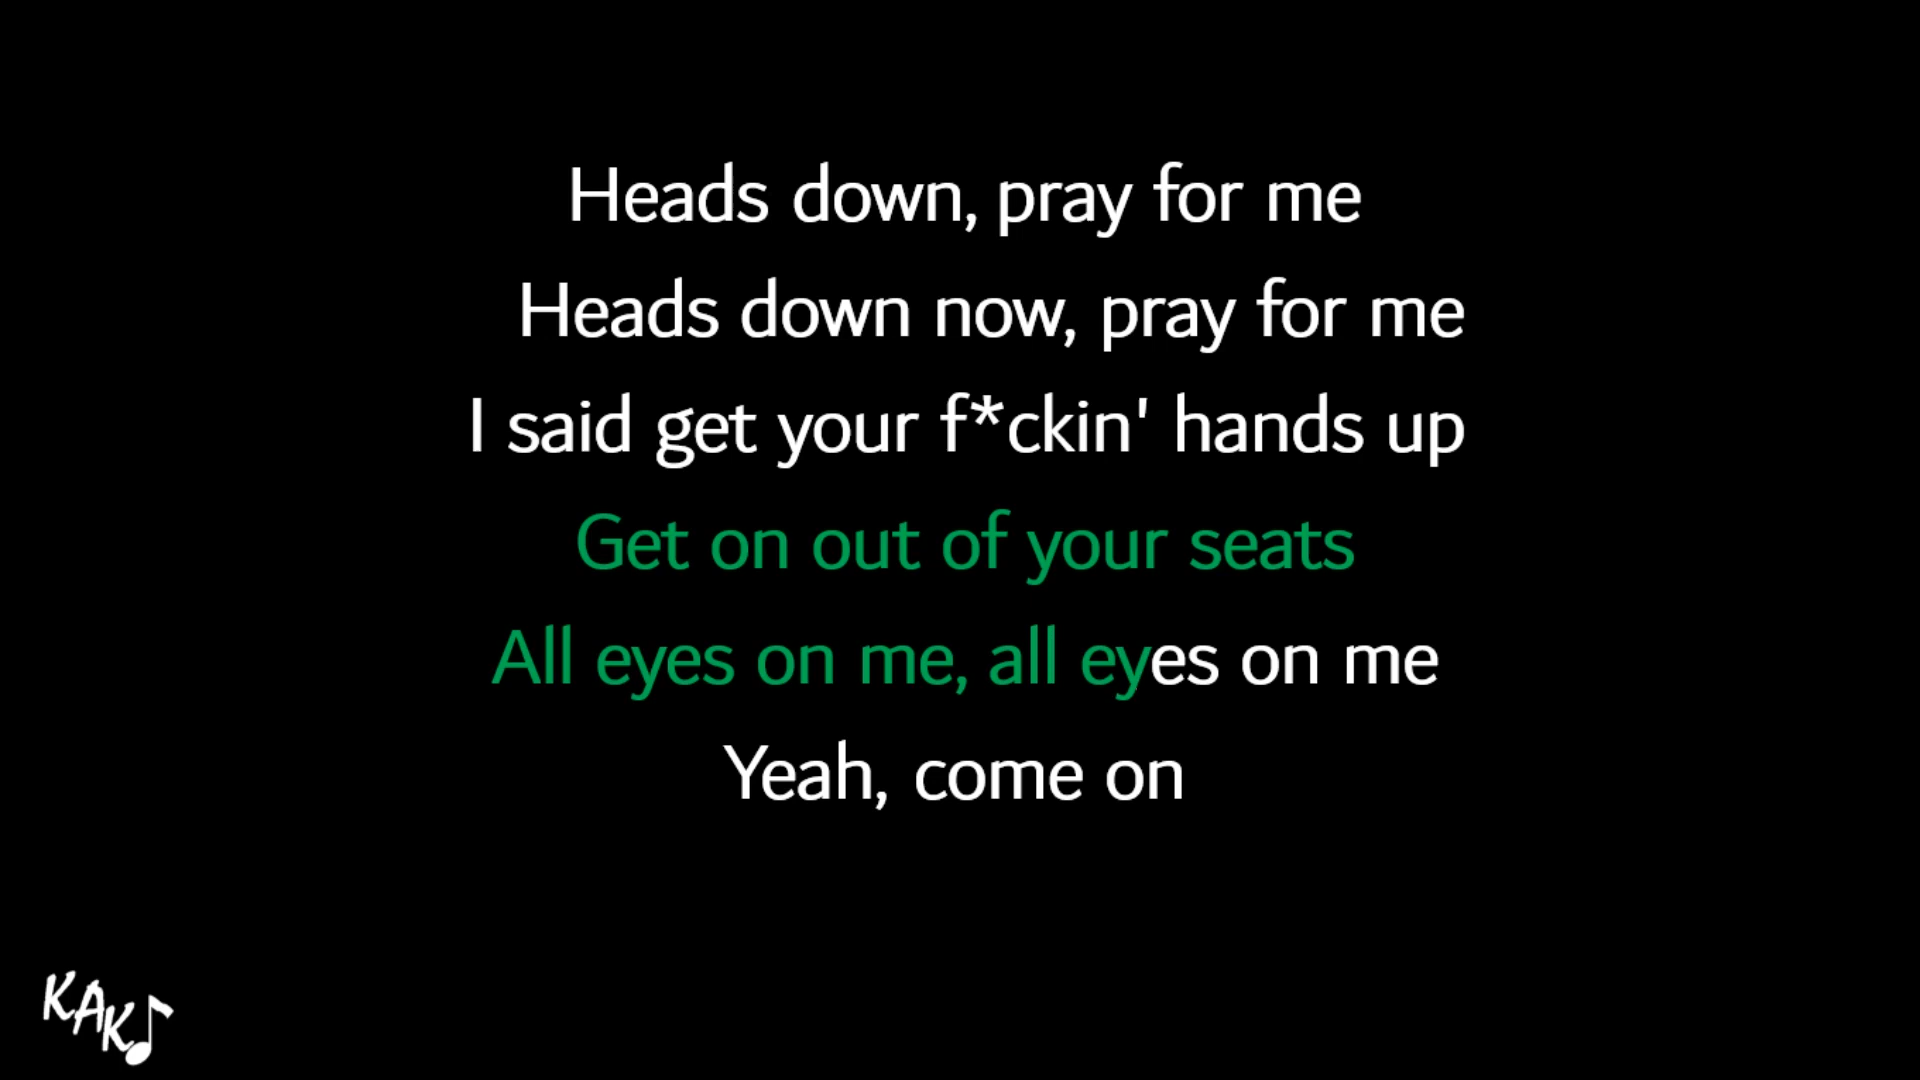 Heads down, pray for me
Heads down now, pray for me
I said get your f*ckin' hands up
Get on out of your seats
All eyes on me, all eyes on me
Yeah, come on
KAK